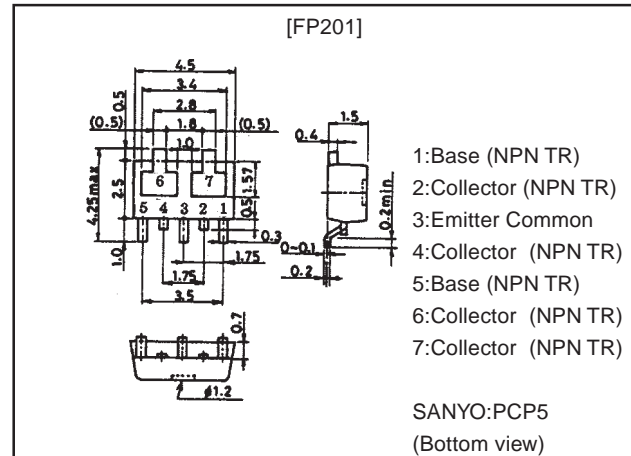 [FP201]
4.5
3.4
2.8
0.5
(0.5)
1.8
(0.5)
1.0
1.5
0.4
4.25max
2.5
6
7
1.57
0.5
5
4
3
2
1
0.2min
0.3
1.0
1.75
0~0.1
1.75
0.2
3.5
0.7
ø1.2
1:Base (NPN TR)
2:Collector (NPN TR)
3:Emitter Common
4:Collector (NPN TR)
5:Base (NPN TR)
6:Collector (NPN TR)
7:Collector (NPN TR)
SANYO:PCP5
(Bottom view)